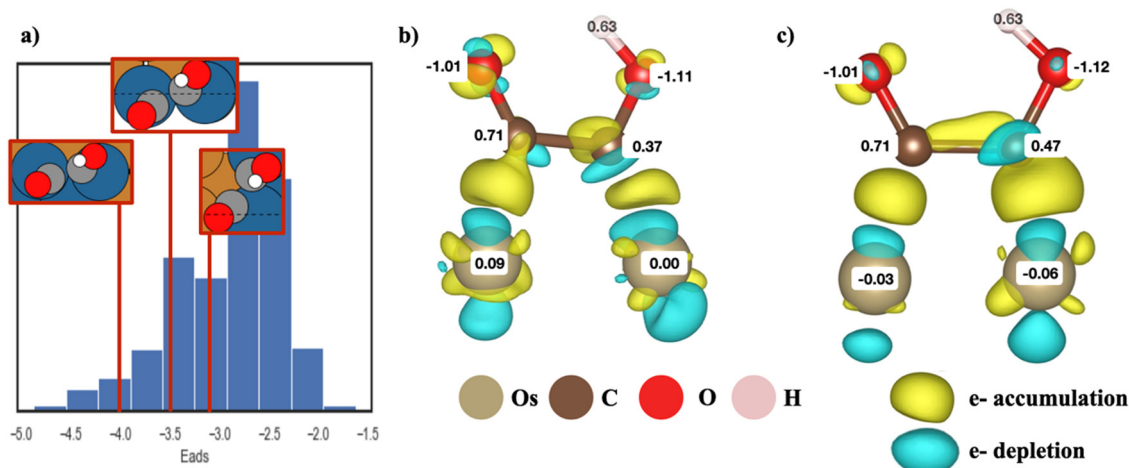 a)
−5.0 −4.5 −4.0 −3.5 −3.0 −2.5 −2.0 −1.5
Eads
b)
0.63
-1.01
-1.11
0.71
0.37
0.09
0.00
c)
0.63
-1.01
-1.12
0.71
0.47
-0.03
-0.06
Os C O H
e- accumulation
e- depletion